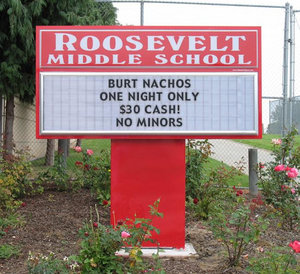 ROOSEVELT
MIDDLE SCHOOL
BURT NACHOS
ONE NIGHT ONLY
$30 CASH!
NO MINORS